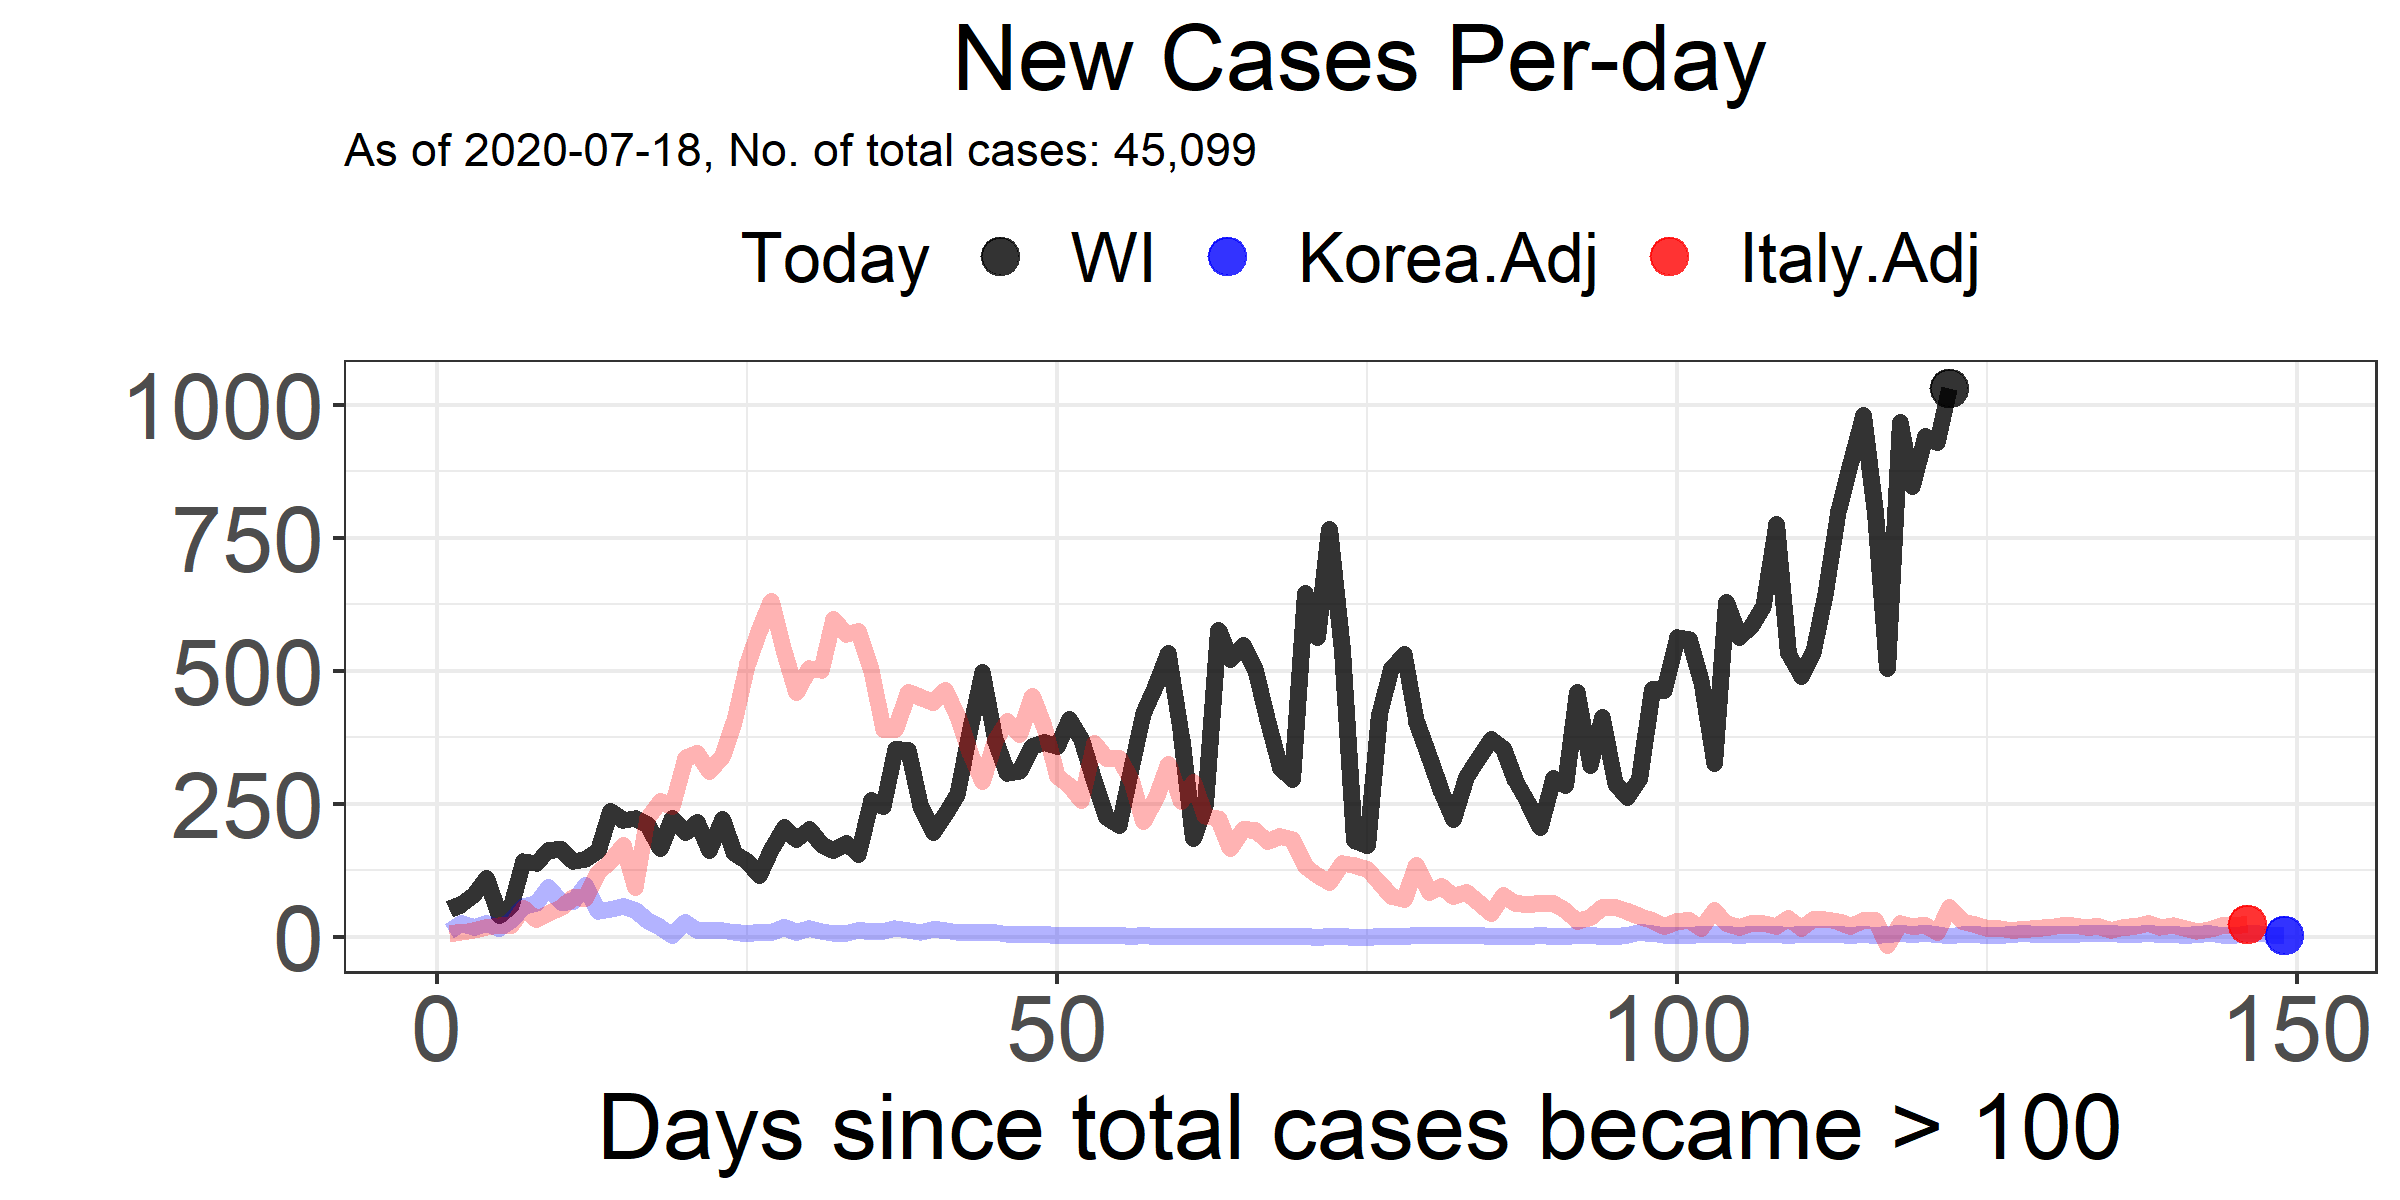 New Cases Per-day
As of 2020-07-18, No. of total cases: 45,099
Today WI Korea.Adj Italy.Adj
1000
750
500
250
0
0 50 100 150
Days since total cases became > 100